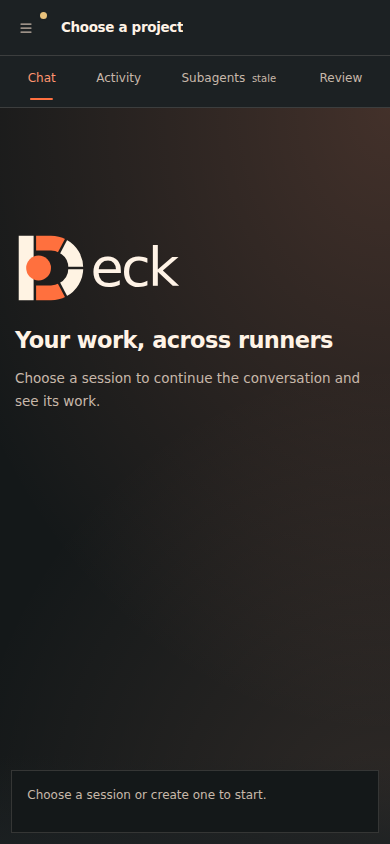 Choose a project
Chat Activity Subagents stale Review
Deck
Your work, across runners
Choose a session to continue the conversation and
see its work.
Choose a session or create one to start.